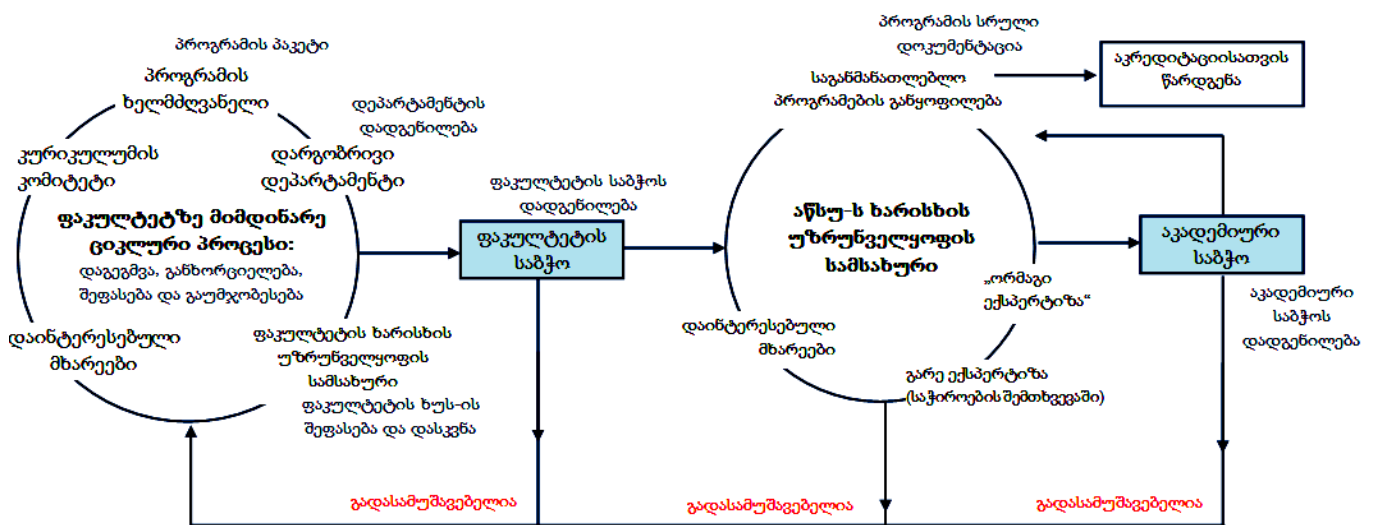 პროგრამის პაკეტი
პროგრამის
ხელმძღვანელი
დეპარტამენტის
დადგენილება
კურიკულუმის
კომიტეტი
დარგობრივი
დეპარტამენტი
ფაკულტეტზე მიმდინარე
ციკლური პროცესი:
დაგეგმვა, განხორციელება,
შეფასება და გაუმჯობესება
დაინტერესებული
მხარეები
ფაკულტეტის ხარისხის
უზრუნველყოფის
სამსახური
ფაკულტეტის ხუს-ის
შეფასება და დასკვნა
ფაკულტეტის საბჭოს
დადგენილება
ფაკულტეტის
საბჭო
პროგრამის სრული
დოკუმენტაცია
საგანმანათლებლო
პროგრამების განყოფილება
აკრედიტაციისათვის
წარდგენა
აწსუ-ს ხარისხის
უზრუნველყოფის
სამსახური
„ორმაგი
ექსპერტიზა“
დაინტერესებული
მხარეები
გარე ექსპერტიზა
(საჭიროების შემთხვევაში)
აკადემიური
საბჭო
აკადემიური
საბჭოს
დადგენილება
გადასამუშავებელია
გადასამუშავებელია
გადასამუშავებელია